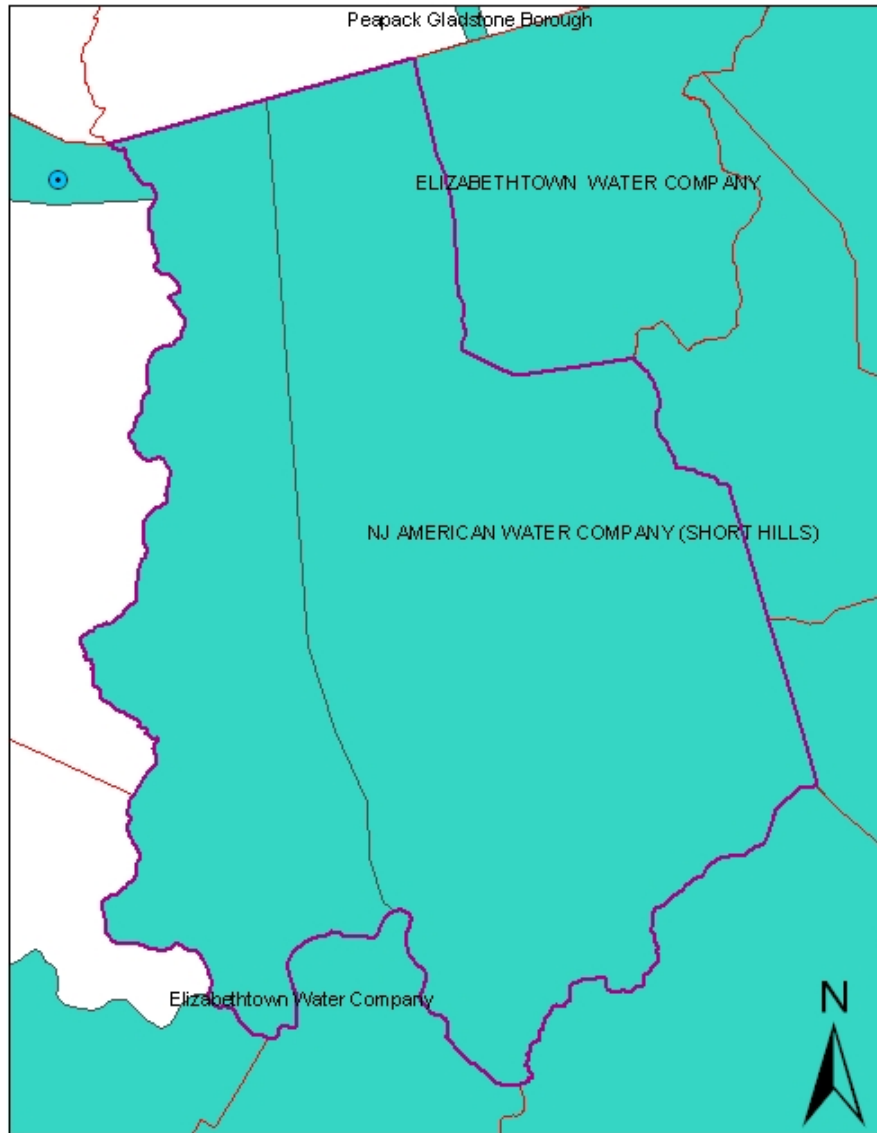 Peapack Gladstone Borough
ELIZABETHTOWN WATER COMPANY
NJ AMERICAN WATER COMPANY (SHORT HILLS)
Elizabethtown Water Company
N